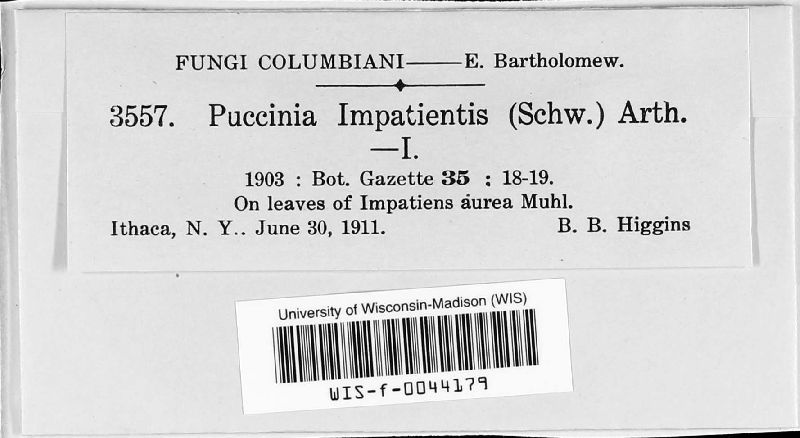 FUNGI COLUMBIANI——E. Bartholomew.
3557. Puccinia Impatientis (Schw.) Arth.
—I.
1903 : Bot. Gazette 35 : 18-19.
On leaves of Impatiens aurea Muhl.
Ithaca, N. Y.. June 30, 1911. B. B. Higgins
University of Wisconsin-Madison (WIS)
WIS-f-0044179